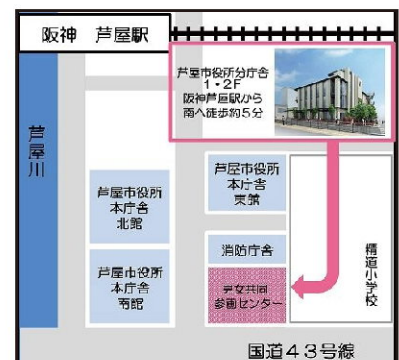 阪神 芦屋駅
芦屋市役所分庁舎
1・2F
阪神芦屋駅から
南へ徒歩約5分
芦屋川
芦屋市役所
本庁舎
北館
芦屋市役所
本庁舎
東館
消防庁舎
芦屋市役所
本庁舎
南館
男女共同
参画センター
精道小学校
国道43号線